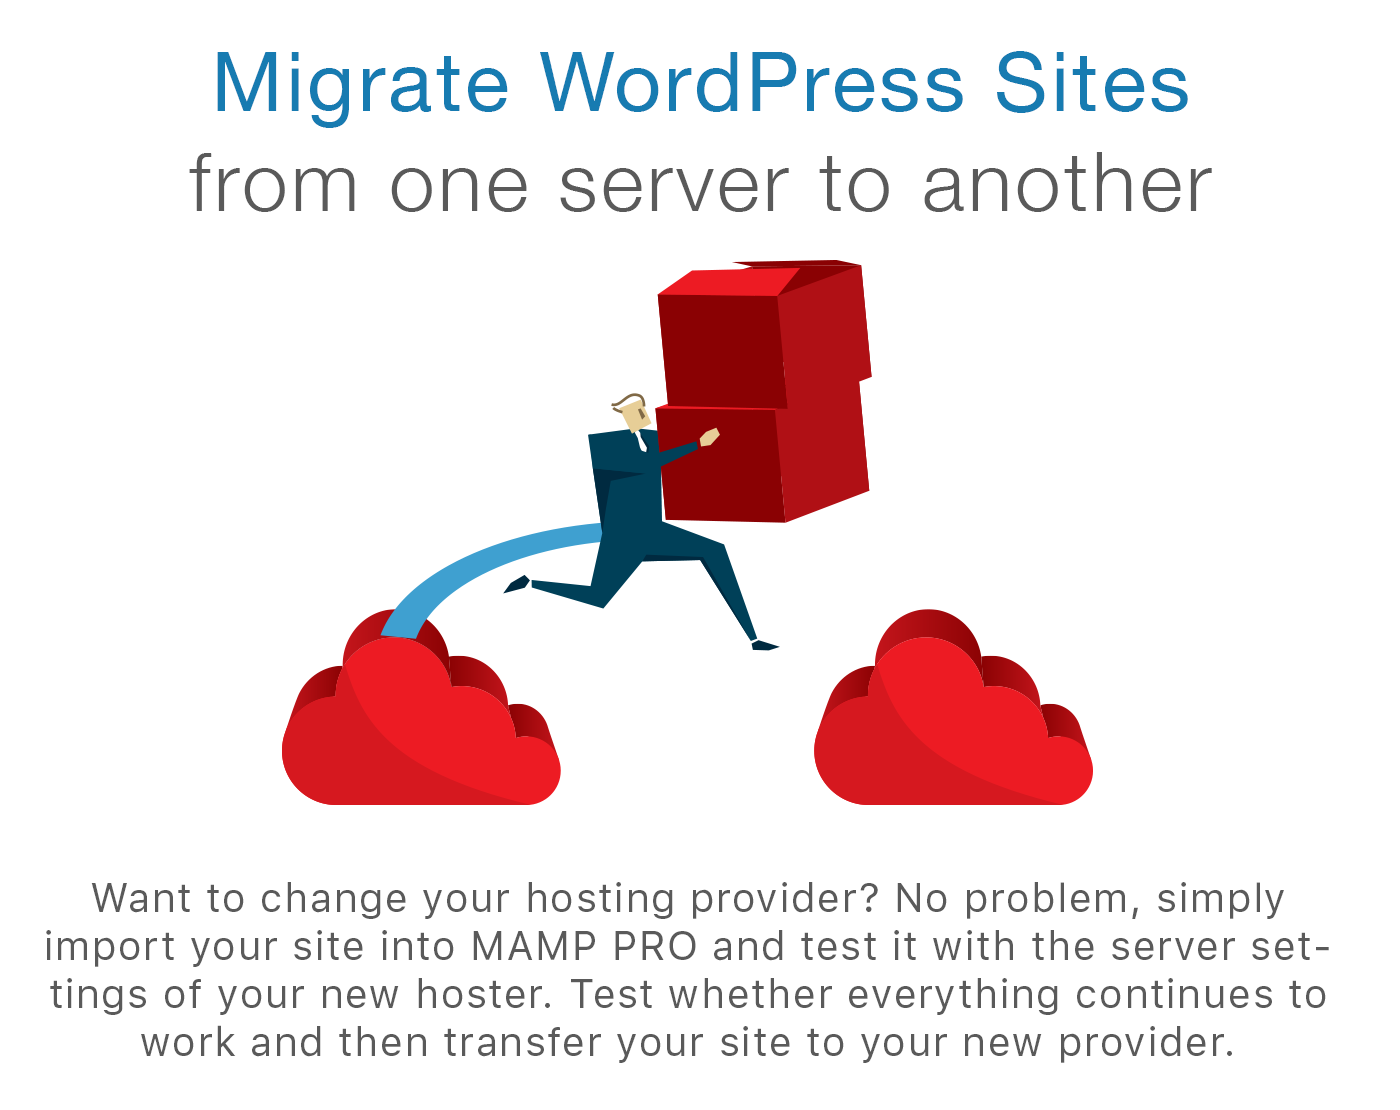 Migrate WordPress Sites
from one server to another
Want to change your hosting provider? No problem, simply
import your site into MAMP PRO and test it with the server set-
tings of your new hoster. Test whether everything continues to
work and then transfer your site to your new provider.